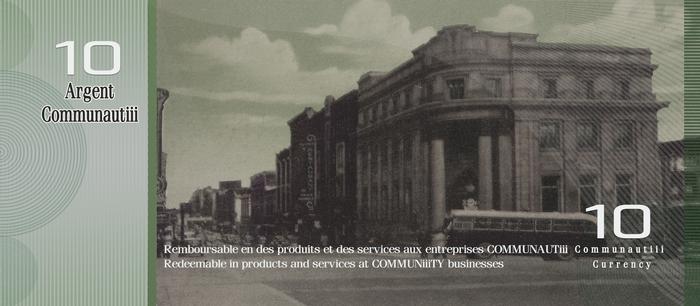 10
Argent
Communautiii
Remboursable en des produits et des services aux entreprises COMMUNAUTiii
Redeemable in products and services at COMMUNiiiTY businesses
10
Communautiii
Currency